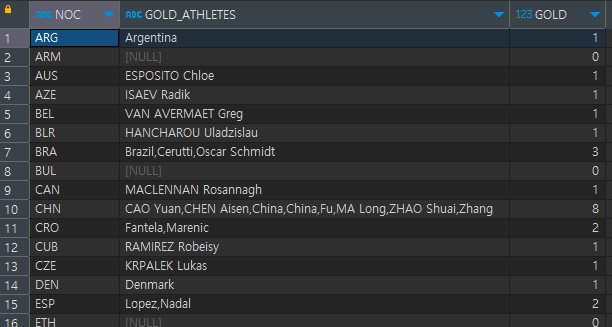 NOC ABC GOLD_ATHLETES 123 GOLD
1 ARG Argentina 1
2 ARM [NULL] 0
3 AUS ESPOSITO Chloe 1
4 AZE ISAEV Radik 1
5 BEL VAN AVERMAET Greg 1
6 BLR HANCHAROU Uladzislau 1
7 BRA Brazil,Cerutti,Oscar Schmidt 3
8 BUL [NULL] 0
9 CAN MACLENNAN Rosannagh 1
10 CHN CAO Yuan,CHEN Aisen,China,China,Fu,MA Long,ZHAO Shuai,Zhang 8
11 CRO Fantela,Marenic 2
12 CUB RAMIREZ Robeisy 1
13 CZE KRPALEK Lukas 1
14 DEN Denmark 1
15 ESP Lopez,Nadal 2
16 ETH [NULL] 0